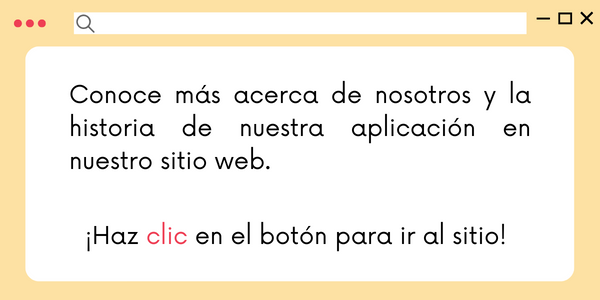 Conoce más acerca de nosotros y la
historia de nuestra aplicación en
nuestro sitio web.
¡Haz clic en el botón para ir al sitio!